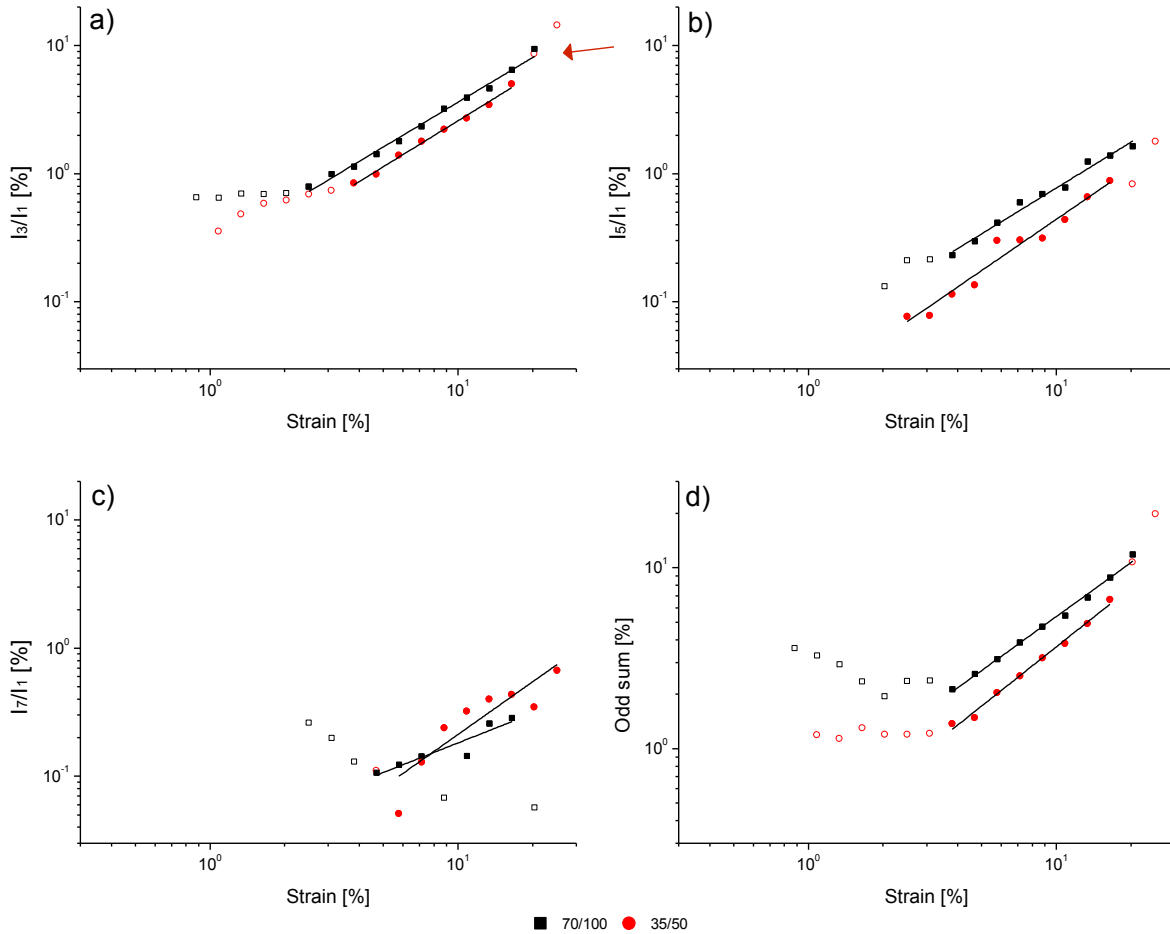 a)
10¹
10⁰
10⁻¹
I₃/I₁ [%]
10⁰
10¹
Strain [%]
b)
10¹
10⁰
10⁻¹
I₅/I₁ [%]
10⁰
10¹
Strain [%]
c)
10¹
10⁰
10⁻¹
I₇/I₁ [%]
10⁰
10¹
Strain [%]
d)
10¹
10⁰
Odd sum [%]
10⁰
10¹
Strain [%]
70/100 35/50